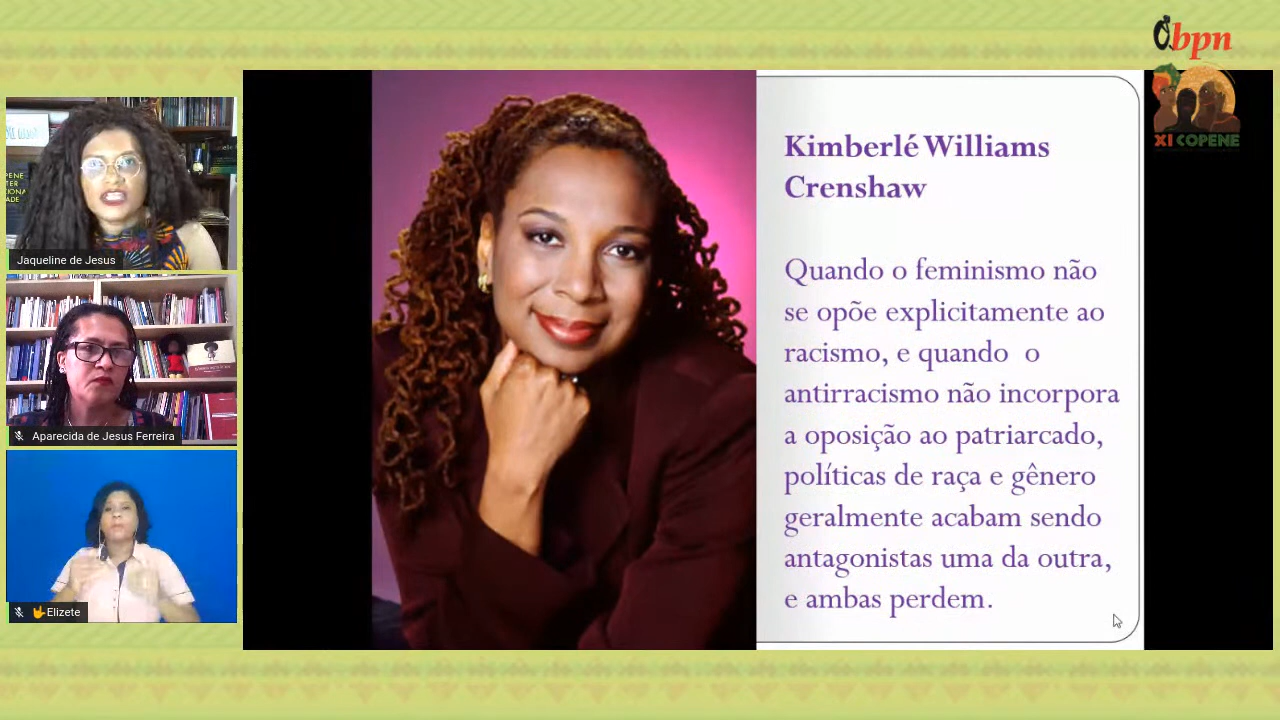 bpn
XI COPENE
Jaqueline de Jesus
Aparecida de Jesus Ferreira
Elizete
Kimberlé Williams
Crenshaw
Quando o feminismo não
se opõe explicitamente ao
racismo, e quando o
antirracismo não incorpora
a oposição ao patriarcado,
políticas de raça e gênero
geralmente acabam sendo
antagonistas uma da outra,
e ambas perdem.